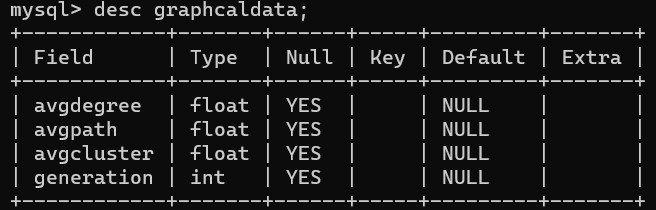 mysql> desc graphcaldata;
+------------+-------+------+-----+---------+-------+
| Field      | Type  | Null | Key | Default | Extra |
+------------+-------+------+-----+---------+-------+
| avgdegree  | float | YES  |     | NULL    |       |
| avgpath    | float | YES  |     | NULL    |       |
| avgcluster | float | YES  |     | NULL    |       |
| generation | int   | YES  |     | NULL    |       |
+------------+-------+------+-----+---------+-------+